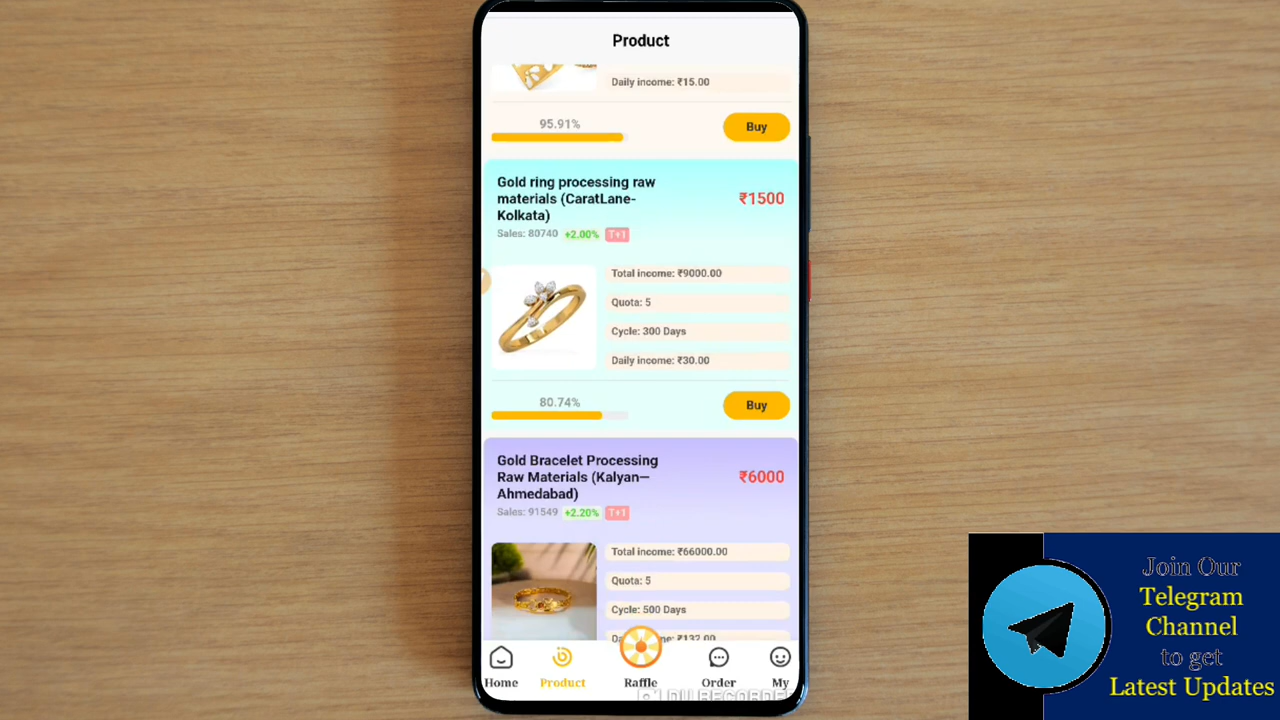 Product
Daily income: ₹15.00
95.91%
Buy
Gold ring processing raw
materials (CaratLane-
Kolkata)
₹1500
Sales: 80740 +2.00% T+1
Total income: ₹9000.00
Quota: 5
Cycle: 300 Days
Daily income: ₹30.00
80.74%
Buy
Gold Bracelet Processing
Raw Materials (Kalyan—
Ahmedabad)
₹6000
Sales: 91549 +2.20% T+1
Total income: ₹66000.00
Quota: 5
Cycle: 500 Days
₹132.00
Home
Product
Raffle
Order
My
Join Our
Telegram
Channel
to get
Latest Updates